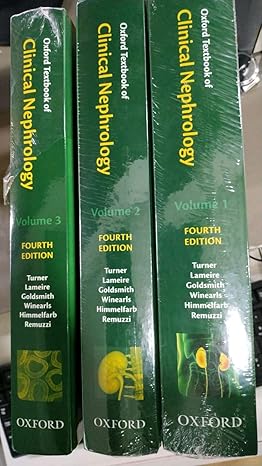 Oxford Textbook of
Clinical Nephrology
Volume 3
FOURTH
EDITION
Turner
Lameire
Goldsmith
Winearls
Himmelfarb
Remuzzi
OXFORD
Oxford Textbook of
Clinical Nephrology
Volume 2
FOURTH
EDITION
Turner
Lameire
Goldsmith
Winearls
Himmelfarb
Remuzzi
OXFORD
Oxford Textbook of
Clinical Nephrology
Volume 1
FOURTH
EDITION
Turner
Lameire
Goldsmith
Winearls
Himmelfarb
Remuzzi
OXFORD